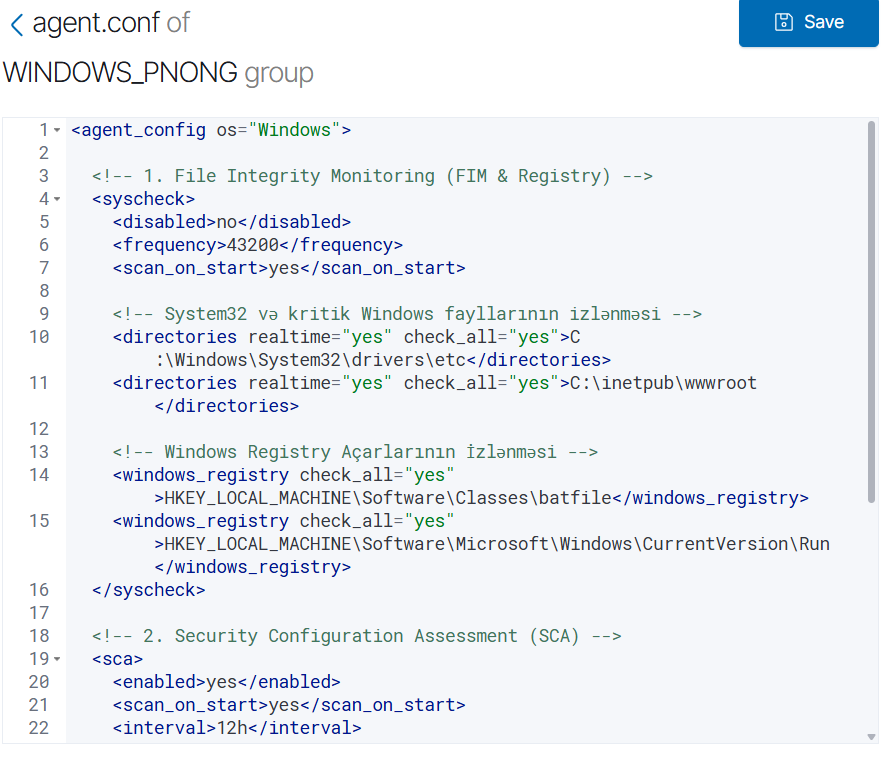 agent.conf of
Save
WINDOWS_PNONG group
1 <agent_config os="Windows">
2
3   <!-- 1. File Integrity Monitoring (FIM & Registry) -->
4   <syscheck>
5     <disabled>no</disabled>
6     <frequency>43200</frequency>
7     <scan_on_start>yes</scan_on_start>
8
9     <!-- System32 və kritik Windows fayllarının izlənməsi -->
10     <directories realtime="yes" check_all="yes">C
:\Windows\System32\drivers\etc</directories>
11     <directories realtime="yes" check_all="yes">C:\inetpub\wwwroot
</directories>
12
13     <!-- Windows Registry Açarlarının İzlənməsi -->
14     <windows_registry check_all="yes"
>HKEY_LOCAL_MACHINE\Software\Classes\batfile</windows_registry>
15     <windows_registry check_all="yes"
>HKEY_LOCAL_MACHINE\Software\Microsoft\Windows\CurrentVersion\Run
</windows_registry>
16   </syscheck>
17
18   <!-- 2. Security Configuration Assessment (SCA) -->
19   <sca>
20     <enabled>yes</enabled>
21     <scan_on_start>yes</scan_on_start>
22     <interval>12h</interval>